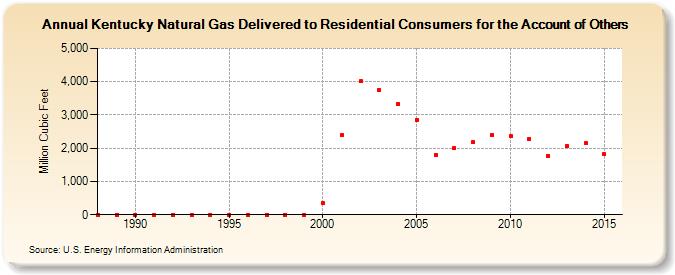 Annual Kentucky Natural Gas Delivered to Residential Consumers for the Account of Others
Million Cubic Feet
5,000
4,000
3,000
2,000
1,000
0
1990 1995 2000 2005 2010 2015
Source: U.S. Energy Information Administration